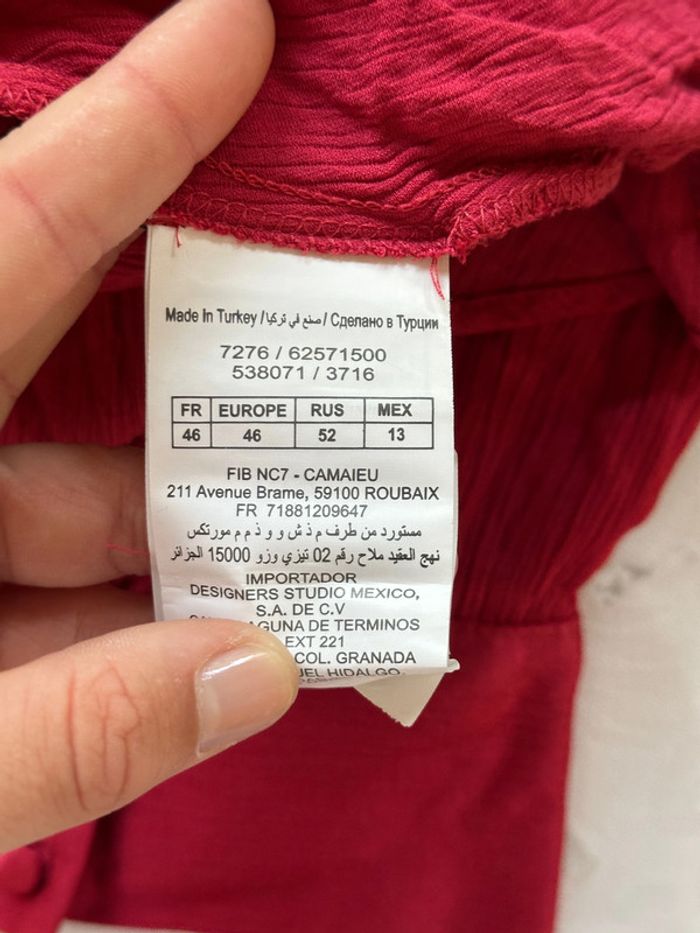 Made In Turkey / صنع في تركيا / Сделано в Турции
7276 / 62571500
538071 / 3716
FR EUROPE RUS MEX
46 46 52 13
FIB NC7 - CAMAIEU
211 Avenue Brame, 59100 ROUBAIX
FR 71881209647
مستورد من طرف م ذ ش و و ذ م م مورتكس
نهج العقيد ملاح رقم 02 تيزي وزو 15000 الجزائر
IMPORTADOR
DESIGNERS STUDIO MEXICO,
S.A. DE C.V
DE TERMINOS
EXT 221
COL. GRANADA
HIDALGO.